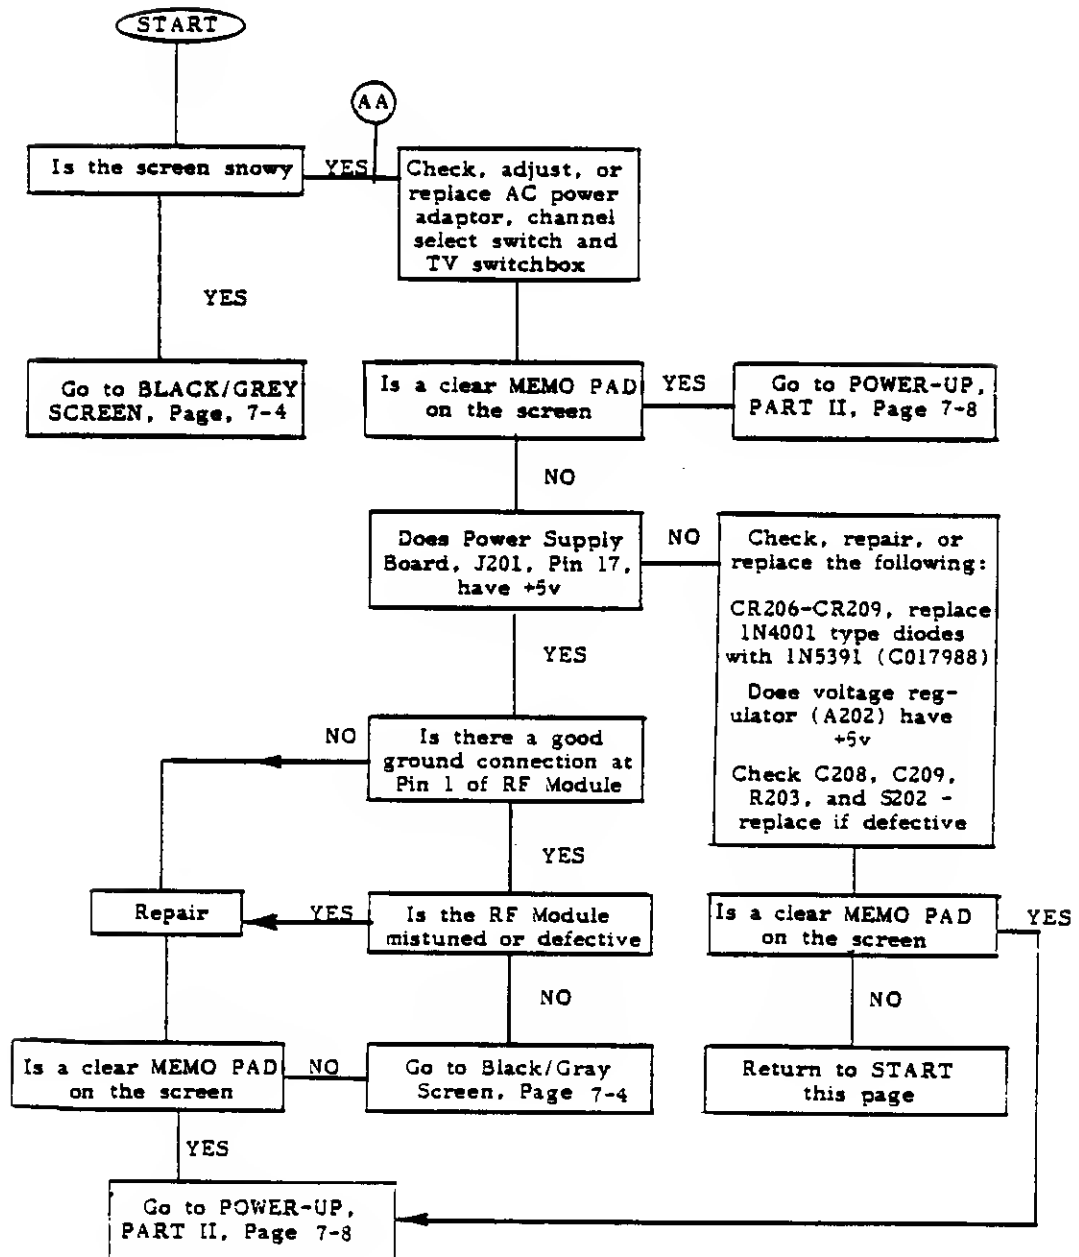 START
AA
Is the screen snowy
YES
Check, adjust, or
replace AC power
adaptor, channel
select switch and
TV switchbox
YES
Go to BLACK/GREY
SCREEN, Page, 7-4
Is a clear MEMO PAD
on the screen
YES
Go to POWER-UP,
PART II, Page 7-8
NO
Does Power Supply
Board, J201, Pin 17,
have +5v
NO
Check, repair, or
replace the following:
CR206-CR209, replace
1N4001 type diodes
with 1N5391 (C017988)
Doee voltage reg-
ulator (A202) have
+5v
Check C208, C209,
R203, and S202 -
replace if defective
YES
NO
Is there a good
ground connection at
Pin 1 of RF Module
YES
Repair
YES
Is the RF Module
mistuned or defective
Is a clear MEMO PAD
on the screen
YES
NO
NO
Is a clear MEMO PAD
on the screen
NO
Go to Black/Gray
Screen, Page 7-4
Return to START
this page
YES
Go to POWER-UP,
PART II, Page 7-8